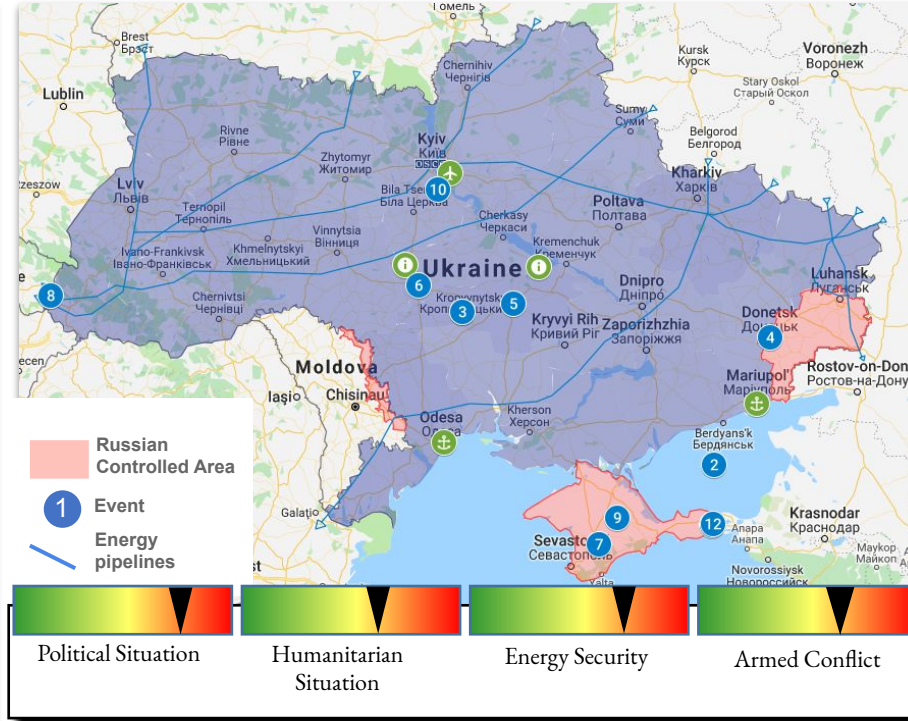 Гомель
Brest
Брэст
Chernihiv
Чернігів
Kursk
Курск
Voronezh
Воронеж
Stary Oskol
Старый Оскол
Lublin
Sumy
Суми
Belgorod
Белгород
Rivne
Рівне
Kyiv
Київ
Zhytomyr
Житомир
Kharkiv
Харків
Lviv
Львів
Bila
Біла Церква
10
Poltava
Полтава
Ternopil
Тернопіль
Cherkasy
Черкаси
Vinnytsia
Вінниця
Kremenchuk
Кременчук
Ivano-Frankivsk
Івано-Франківськ
Khmelnytskyi
Хмельницький
Ukraine
Luhansk
Луганськ
8
6
5
3
Chernivtsi
Чернівці
Dnipro
Дніпро
Kryvyi Rih
Кривий Ріг
Zaporizhzhia
Запоріжжя
Donetsk
4
Moldova
Chisinau
Iași
Mariupol'
Маріуполь
Rostov-on-Don
Ростов-на-Дону
Odesa
Kherson
Херсон
Berdyans'k
Бердянськ
2
Galați
9
12
7
Анапа
Krasnodar
Краснодар
Севастополь
Yalta
Novorossiysk
Новороссийск
Maykop
Майкоп
Russian
Controlled Area
1 Event
Energy
pipelines
Political Situation
Humanitarian
Situation
Energy Security
Armed Conflict